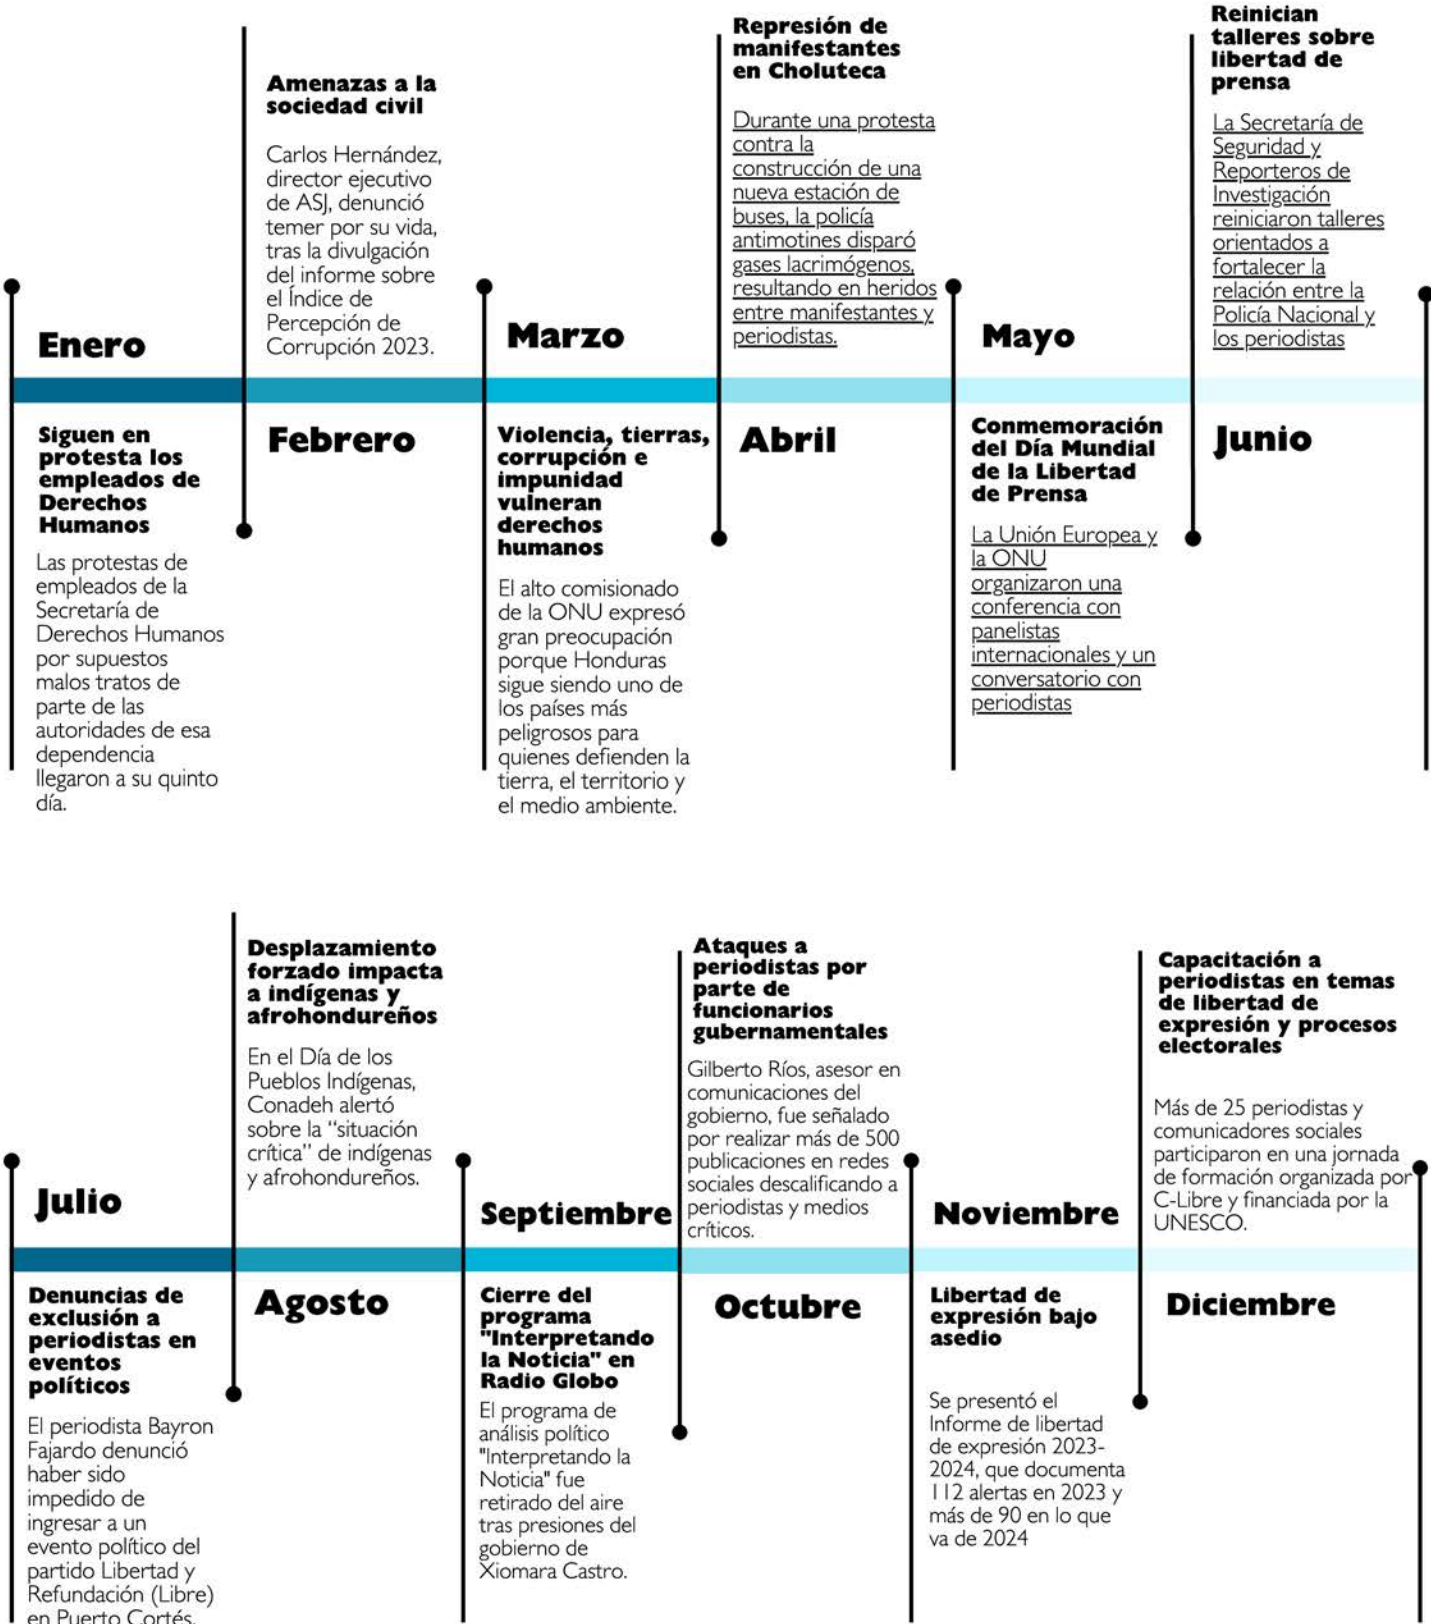 Enero
Siguen en
protesta los
empleados de
Derechos
Humanos
Las protestas de
empleados de la
Secretaría de
Derechos Humanos
por supuestos
malos tratos de
parte de las
autoridades de esa
dependencia
llegaron a su quinto
día.
Amenazas a la
sociedad civil
Carlos Hernández,
director ejecutivo
de ASJ, denunció
temer por su vida,
tras la divulgación
del informe sobre
el Índice de
Percepción de
Corrupción 2023.
Febrero
Marzo
Violencia, tierras,
corrupción e
impunidad
vulneran
derechos
humanos
El alto comisionado
de la ONU expresó
gran preocupación
porque Honduras
sigue siendo uno de
los países más
peligrosos para
quienes defienden la
tierra, el territorio y
el medio ambiente.
Represión de
manifestantes
en Choluteca
Durante una protesta
contra la
construcción de una
nueva estación de
buses, la policía
antimotines disparó
gases lacrimógenos,
resultando en heridos
entre manifestantes y
periodistas.
Abril
Mayo
Conmemoración
del Día Mundial
de la Libertad
de Prensa
La Unión Europea y
la ONU
organizaron una
conferencia con
panelistas
internacionales y un
conversatorio con
periodistas
Reinician
talleres sobre
libertad de
prensa
La Secretaría de
Seguridad y
Reporteros de
Investigación
reiniciaron talleres
orientados a
fortalecer la
relación entre la
Policía Nacional y
los periodistas
Junio
Julio
Denuncias de
exclusión a
periodistas en
eventos
políticos
El periodista Bayron
Fajardo denunció
haber sido
impedido de
ingresar a un
evento político del
partido Libertad y
Refundación (Libre)
en Puerto Cortés.
Desplazamiento
forzado impacta
a indígenas y
afrohondureños
En el Día de los
Pueblos Indígenas,
Conadeh alertó
sobre la “situación
crítica” de indígenas
y afrohondureños.
Agosto
Septiembre
Cierre del
programa
"Interpretando
la Noticia" en
Radio Globo
El programa de
análisis político
"Interpretando la
Noticia" fue
retirado del aire
tras presiones del
gobierno de
Xiomara Castro.
Ataques a
periodistas por
parte de
funcionarios
gubernamentales
Gilberto Ríos, asesor en
comunicaciones del
gobierno, fue señalado
por realizar más de 500
publicaciones en redes
sociales descalificando a
periodistas y medios
críticos.
Octubre
Noviembre
Libertad de
expresión bajo
asedio
Se presentó el
Informe de libertad
de expresión 2023-
2024, que documenta
112 alertas en 2023 y
más de 90 en lo que
va de 2024
Capacitación a
periodistas en temas
de libertad de
expresión y procesos
electorales
Más de 25 periodistas y
comunicadores sociales
participaron en una jornada
de formación organizada por
C-Libre y financiada por la
UNESCO.
Diciembre